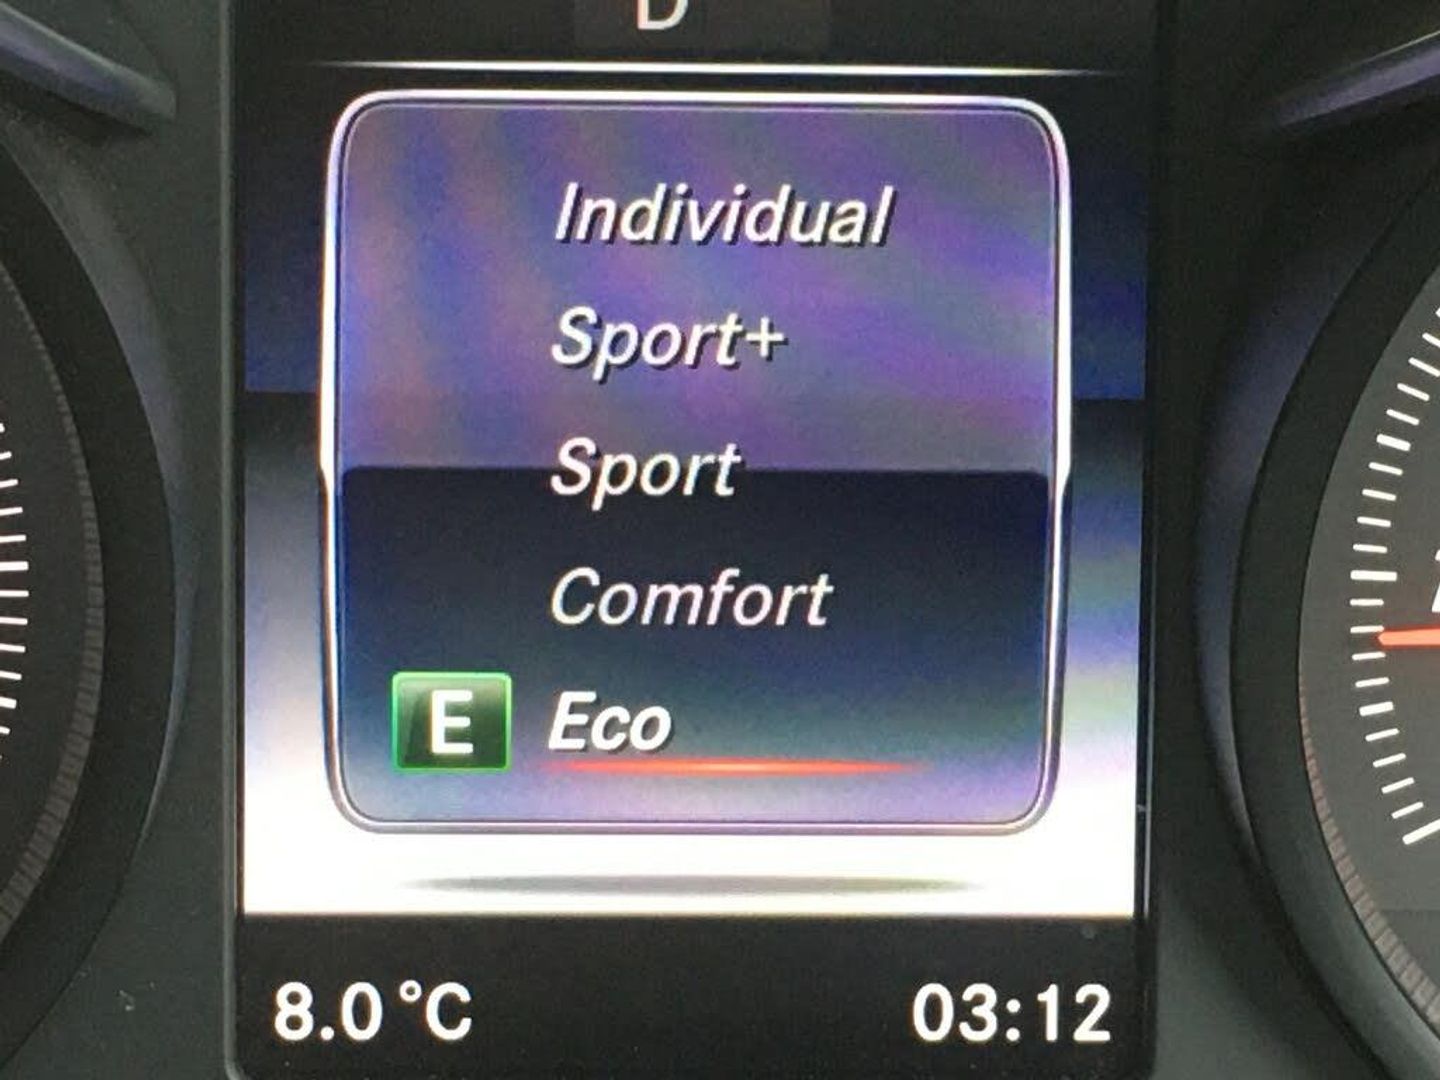 D
Individual
Sport+
Sport
Comfort
E Eco
8.0 °C 03:12